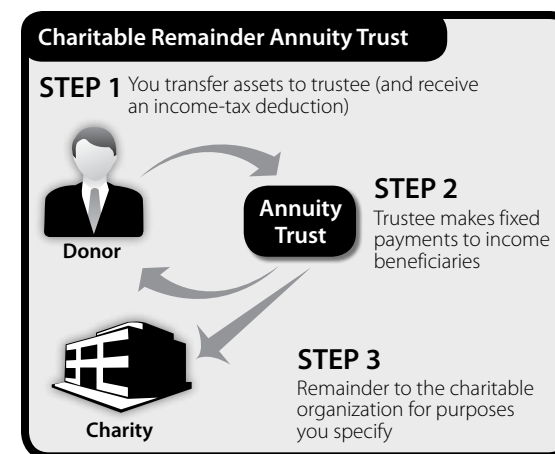 Charitable Remainder Annuity Trust
STEP 1 You transfer assets to trustee (and receive
an income-tax deduction)
Donor
Annuity
Trust
STEP 2
Trustee makes fixed
payments to income
beneficiaries
STEP 3
Remainder to the charitable
organization for purposes
you specify
Charity